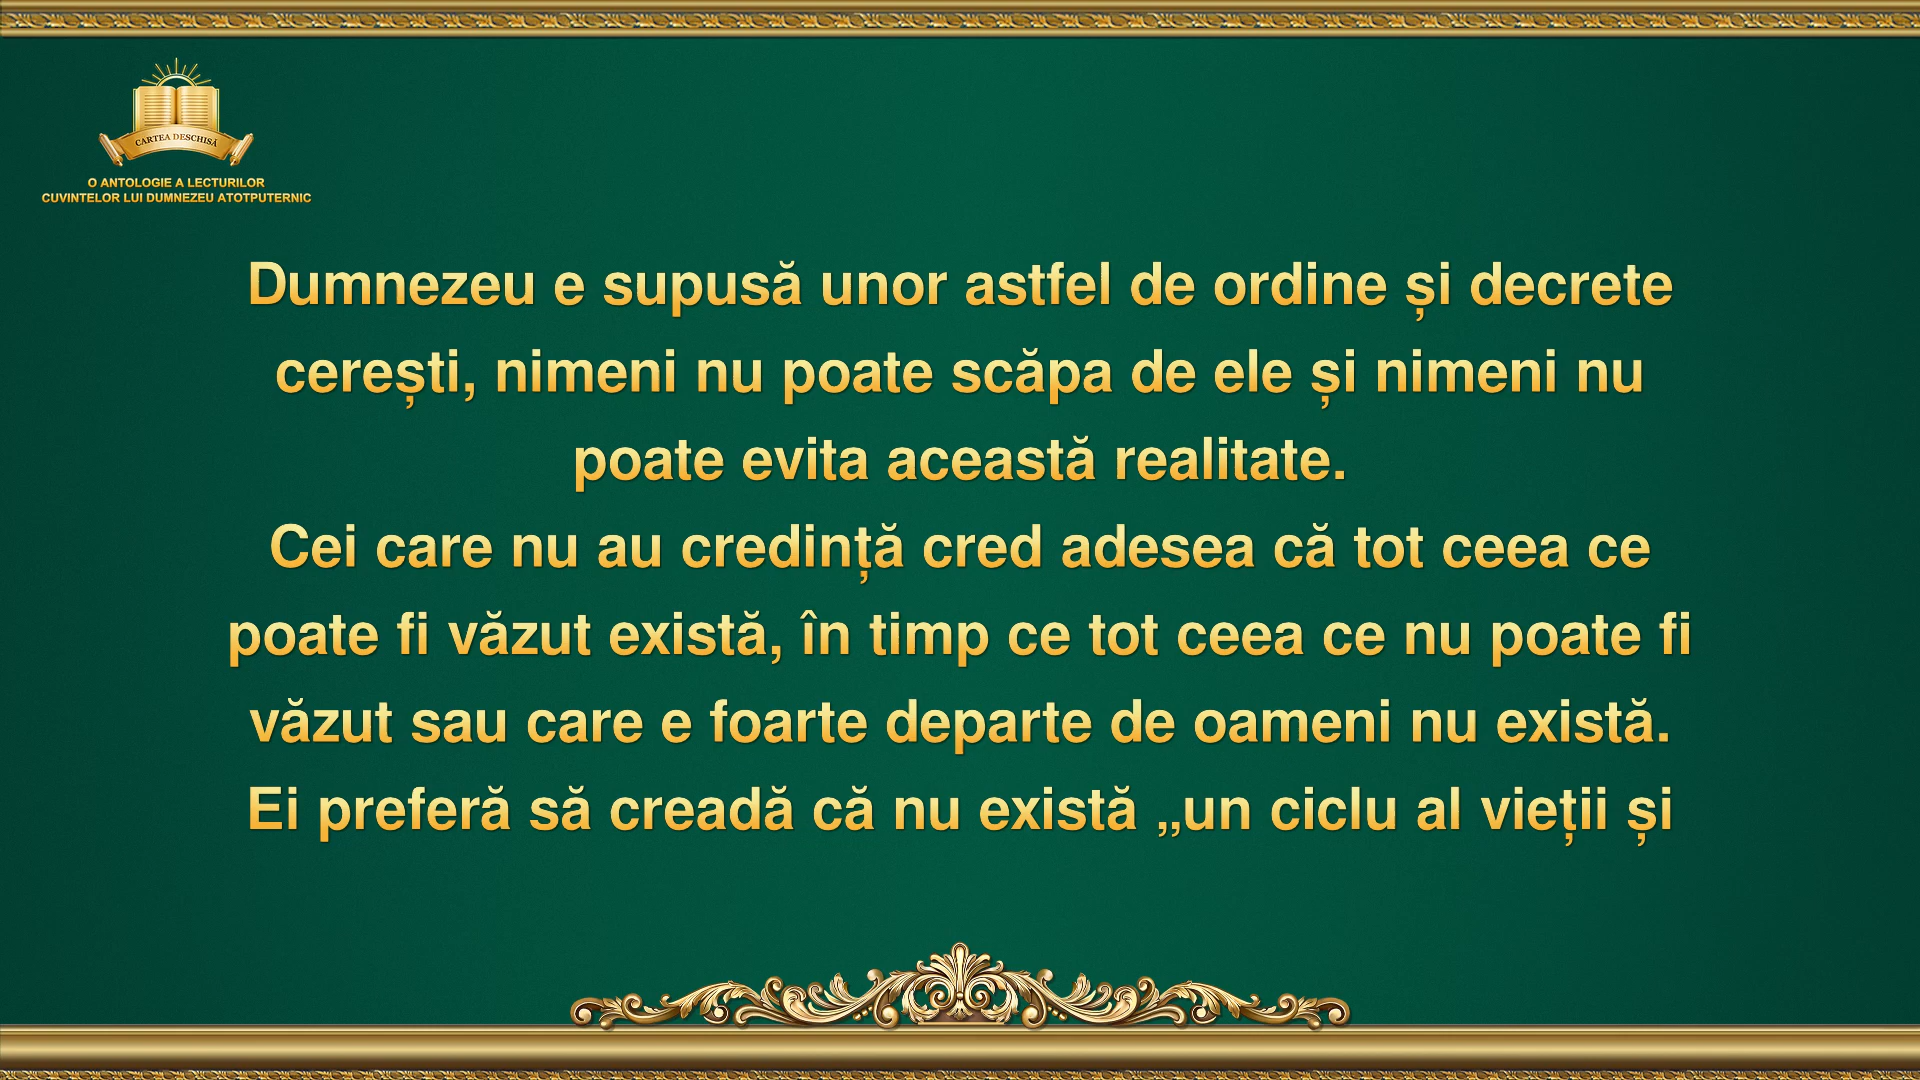 CARTEA DESCHISĂ
O ANTOLOGIE A LECTURILOR
CUVINTELOR LUI DUMNEZEU ATOTPUTERNIC
Dumnezeu e supusă unor astfel de ordine și decrete
cerești, nimeni nu poate scăpa de ele și nimeni nu
poate evita această realitate.
Cei care nu au credință cred adesea că tot ceea ce
poate fi văzut există, în timp ce tot ceea ce nu poate fi
văzut sau care e foarte departe de oameni nu există.
Ei preferă să creadă că nu există „un ciclu al vieții și